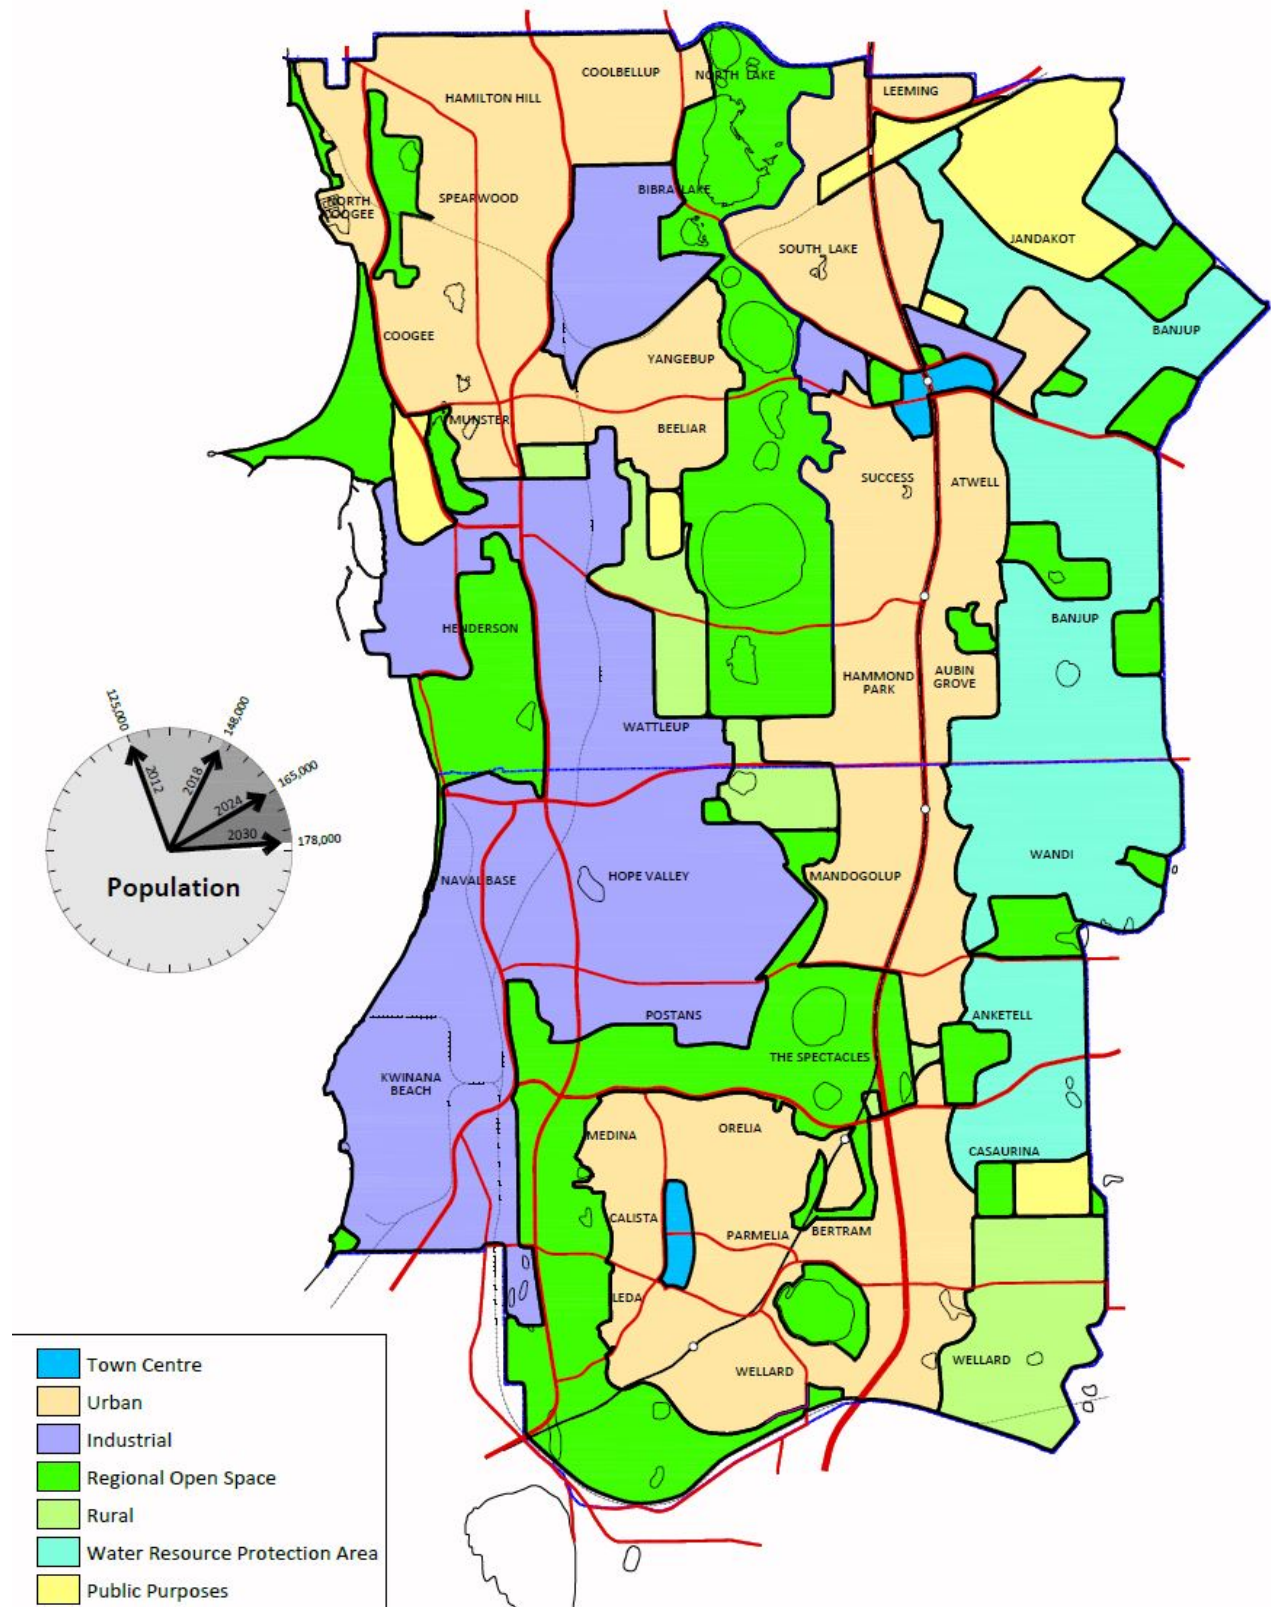 COOLBELLUP
NORTH LAKE
LEEMING
HAMILTON HILL
BIBRA LAKE
SPEARWOOD
NORTH
COOGEE
JANDAKOT
SOUTH LAKE
BANJUP
COOGEE
YANGEBUP
MUNSTER
BEELIAR
SUCCESS
ATWELL
BANJUP
HENDERSON
HAMMOND
PARK
AUBIN
GROVE
WATTLEUP
125,000
148,000
165,000
178,000
2012
2018
2024
2030
Population
WANDI
NAVAL BASE
HOPE VALLEY
MANDOGOLUP
POSTANS
ANKETELL
THE SPECTACLES
KWINANA
BEACH
MEDINA
ORELIA
CASAURINA
CALISTA
PARMELIA
BERTRAM
LEDA
WELLARD
WELLARD
Town Centre
Urban
Industrial
Regional Open Space
Rural
Water Resource Protection Area
Public Purposes